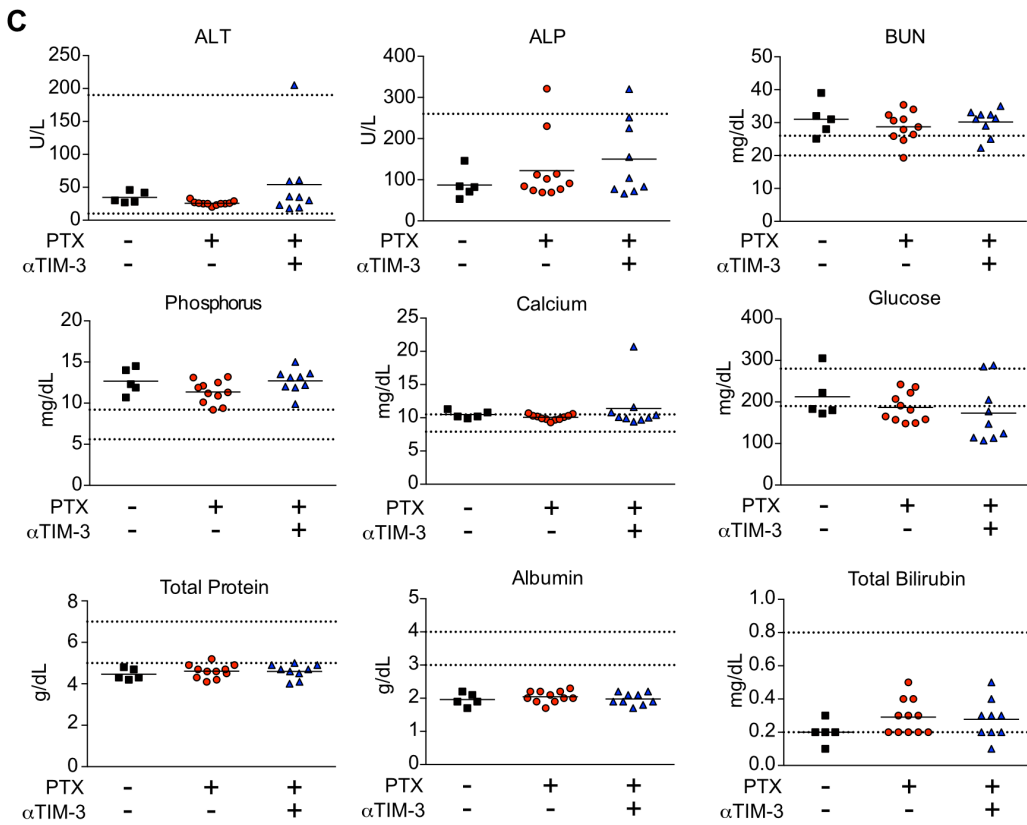 C
ALT ALP BUN
250 400 50
200 300 40
150 30
100 200 20
50 100 10
0 0 0
U/L U/L mg/dL
PTX - + + PTX - + + PTX - + +
αTIM-3 - - + αTIM-3 - - + αTIM-3 - - +
Phosphorus Calcium Glucose
20 25 400
15 20 300
10 15 200
5 10 100
0 5 0
0
mg/dL mg/dL mg/dL
PTX - + + PTX - + + PTX - + +
αTIM-3 - - + αTIM-3 - - + αTIM-3 - - +
Total Protein Albumin Total Bilirubin
8 5 1.0
6 4 0.8
4 3 0.6
2 2 0.4
0 1 0.2
0 0.0
g/dL g/dL mg/dL
PTX - + + PTX - + + PTX - + +
αTIM-3 - - + αTIM-3 - - + αTIM-3 - - +